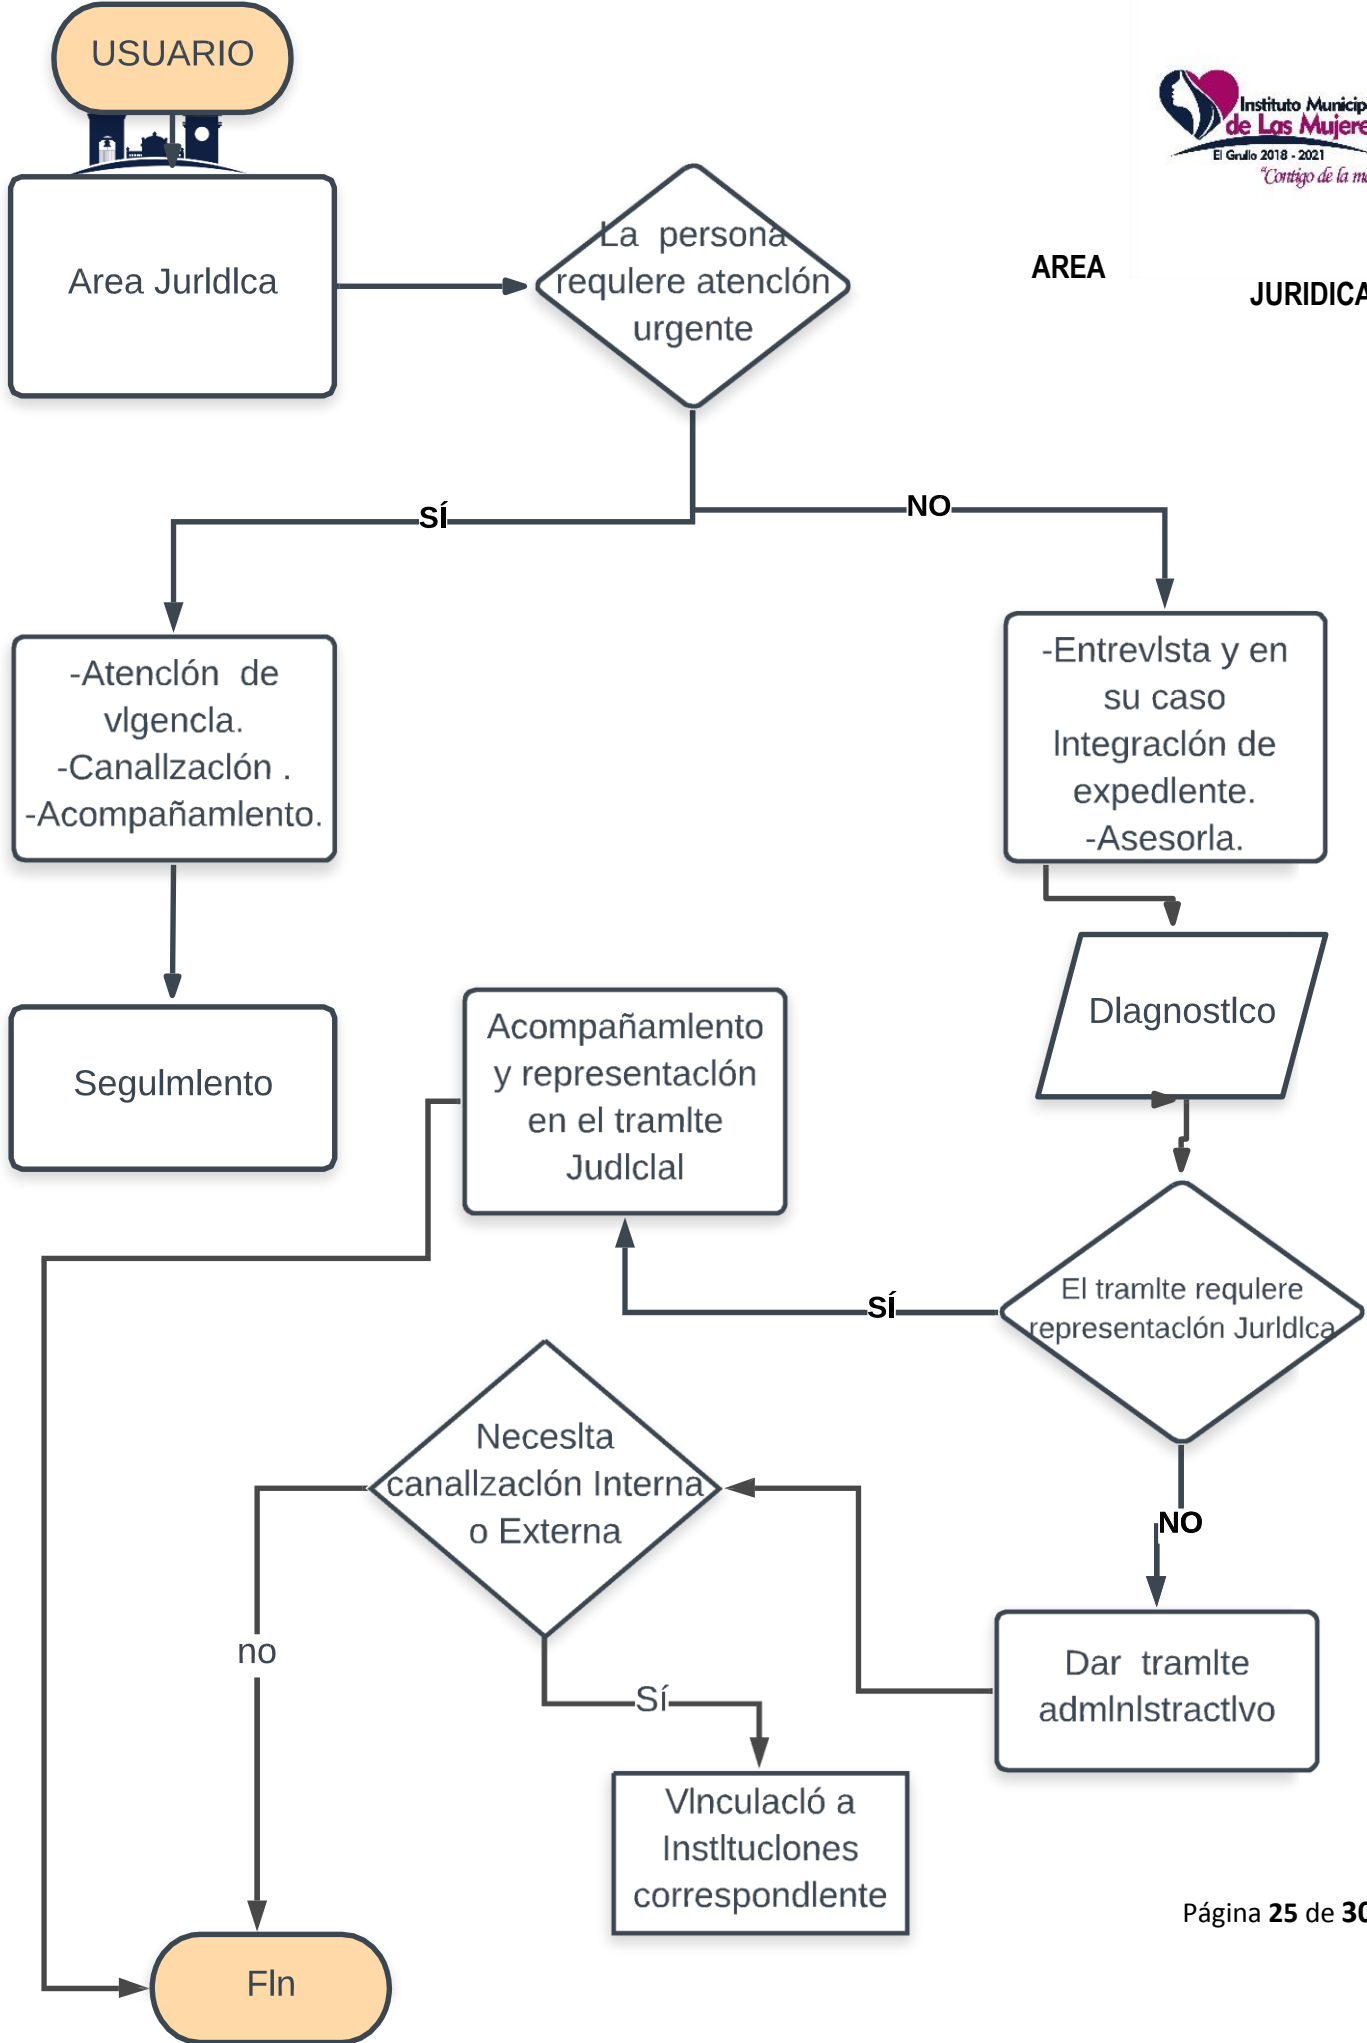 USUARIO
Instituto Municip
de Las Mujere
El Grullo 2018 - 2021
"Contigo de la
AREA
JURIDICA
Area Jurldlca
La persona
requlere atenclón
urgente
SÍ
NO
-Atenclón de
vlgencla.
-Canallzaclón .
-Acompañamlento.
-Entrevlsta y en
su caso
lntegraclón de
expedlente.
-Asesorla.
Segulmlento
Acompañamlento
y representaclón
en el tramlte
Judlclal
Dlagnostlco
El tramlte requlere
representaclón Jurldlca
SÍ
NO
Neceslta
canallzaclón Interna
o Externa
no
Sí
Dar tramlte
admlnlstractlvo
Vlnculacló a
Instltuclones
correspondlente
Fln
Página 25 de 30